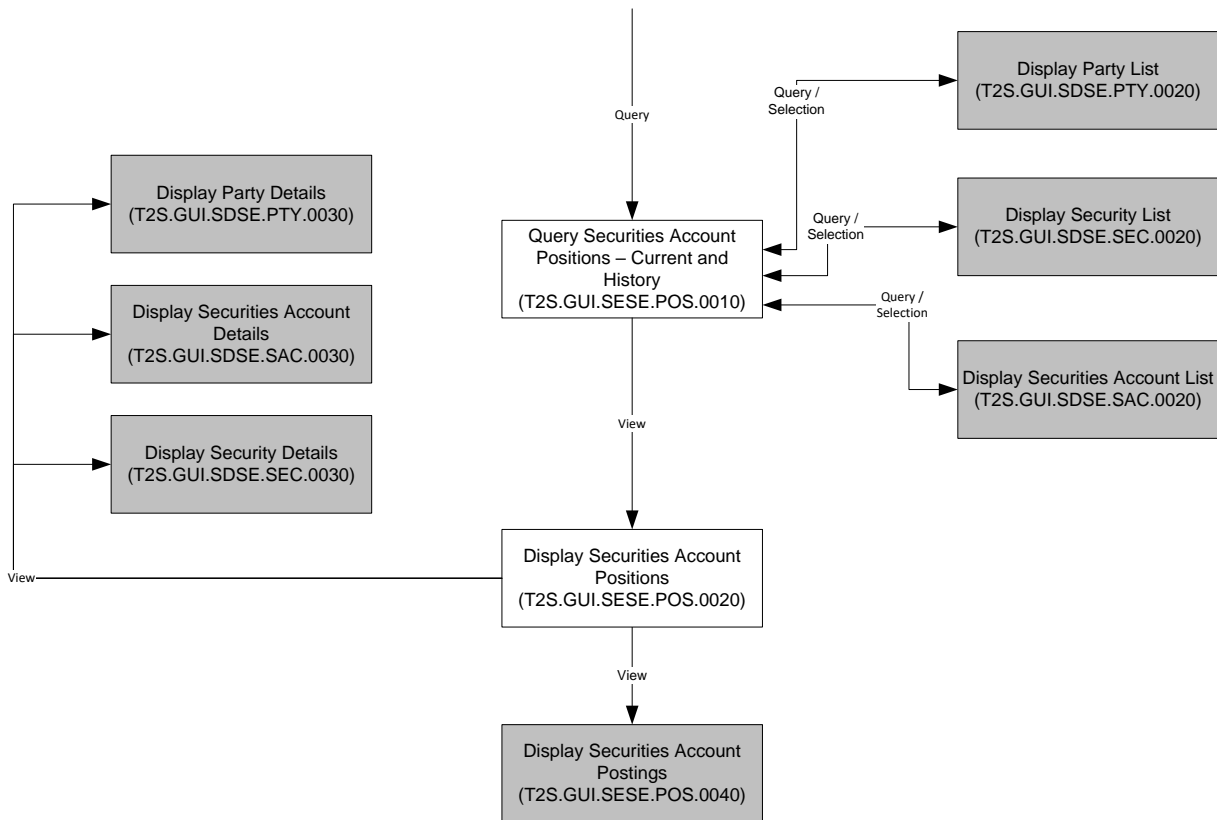 Display Party List
(T2S.GUI.SDSE.PTY.0020)
Query /
Selection
Query
Display Party Details
(T2S.GUI.SDSE.PTY.0030)
Display Security List
(T2S.GUI.SDSE.SEC.0020)
Query /
Selection
Query Securities Account
Positions – Current and
History
(T2S.GUI.SESE.POS.0010)
Display Securities Account
Details
(T2S.GUI.SDSE.SAC.0030)
Query /
Selection
Display Securities Account List
(T2S.GUI.SDSE.SAC.0020)
View
Display Security Details
(T2S.GUI.SDSE.SEC.0030)
Display Securities Account
Positions
(T2S.GUI.SESE.POS.0020)
View
View
Display Securities Account
Postings
(T2S.GUI.SESE.POS.0040)